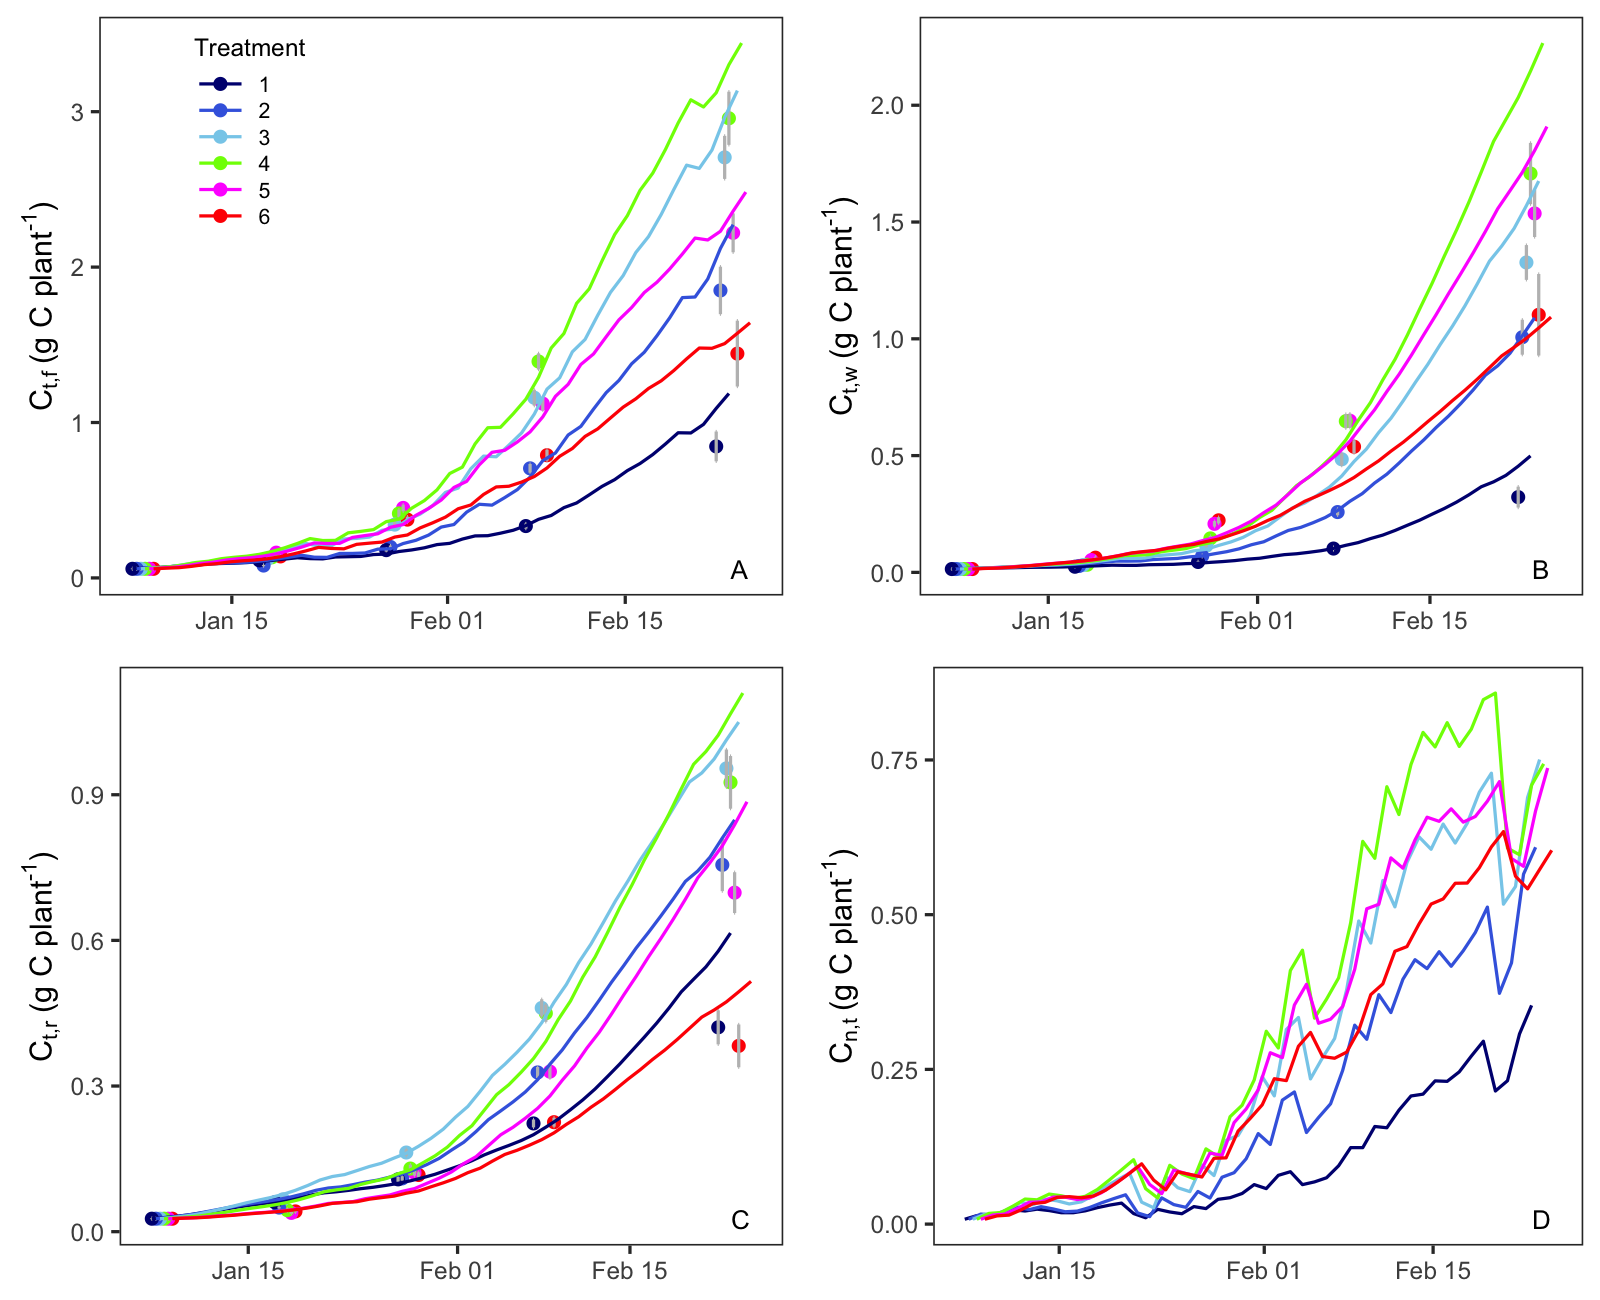 Treatment
1
2
3
4
5
6
3
2
1
0
Ct,f (g C plant-1)
A
Jan 15 Feb 01 Feb 15
2.0
1.5
1.0
0.5
0.0
Ct,w (g C plant-1)
B
Jan 15 Feb 01 Feb 15
0.9
0.6
0.3
0.0
Ct,r (g C plant-1)
C
Jan 15 Feb 01 Feb 15
0.75
0.50
0.25
0.00
Cn,t (g C plant-1)
D
Jan 15 Feb 01 Feb 15